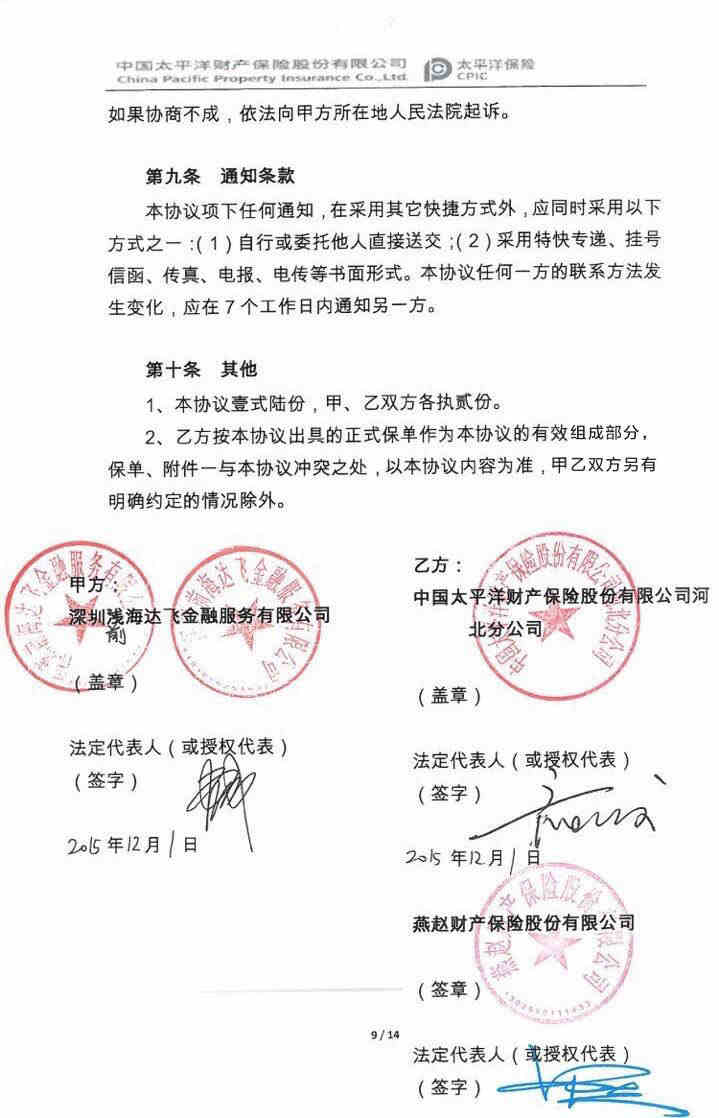 中国太平洋财产保险股份有限公司
China Pacific Property Insurance Co.,Ltd.
太平洋保险
CPIC
如果协商不成，依法向甲方所在地人民法院起诉。
第九条 通知条款
本协议项下任何通知，在采用其它快捷方式外，应同时采用以下
方式之一：（1）自行或委托他人直接送交；（2）采用特快专递、挂号
信函、传真、电报、电传等书面形式。本协议任何一方的联系方法发
生变化，应在7个工作日内通知另一方。
第十条 其他
1、本协议壹式陆份，甲、乙双方各执贰份。
2、乙方按本协议出具的正式保单作为本协议的有效组成部分，
保单、附件一与本协议冲突之处，以本协议内容为准，甲乙双方另有
明确约定的情况除外。
甲方：
深圳浅海达飞金融服务有限公司
前
（盖章）
法定代表人（或授权代表）
（签字）
2015年12月1日
乙方：
中国太平洋财产保险股份有限公司河
北分公司
（盖章）
法定代表人（或授权代表）
（签字）
2015年12月1日
燕赵财产保险股份有限公司
（签章）
法定代表人（或授权代表）
（签字）
9 / 14